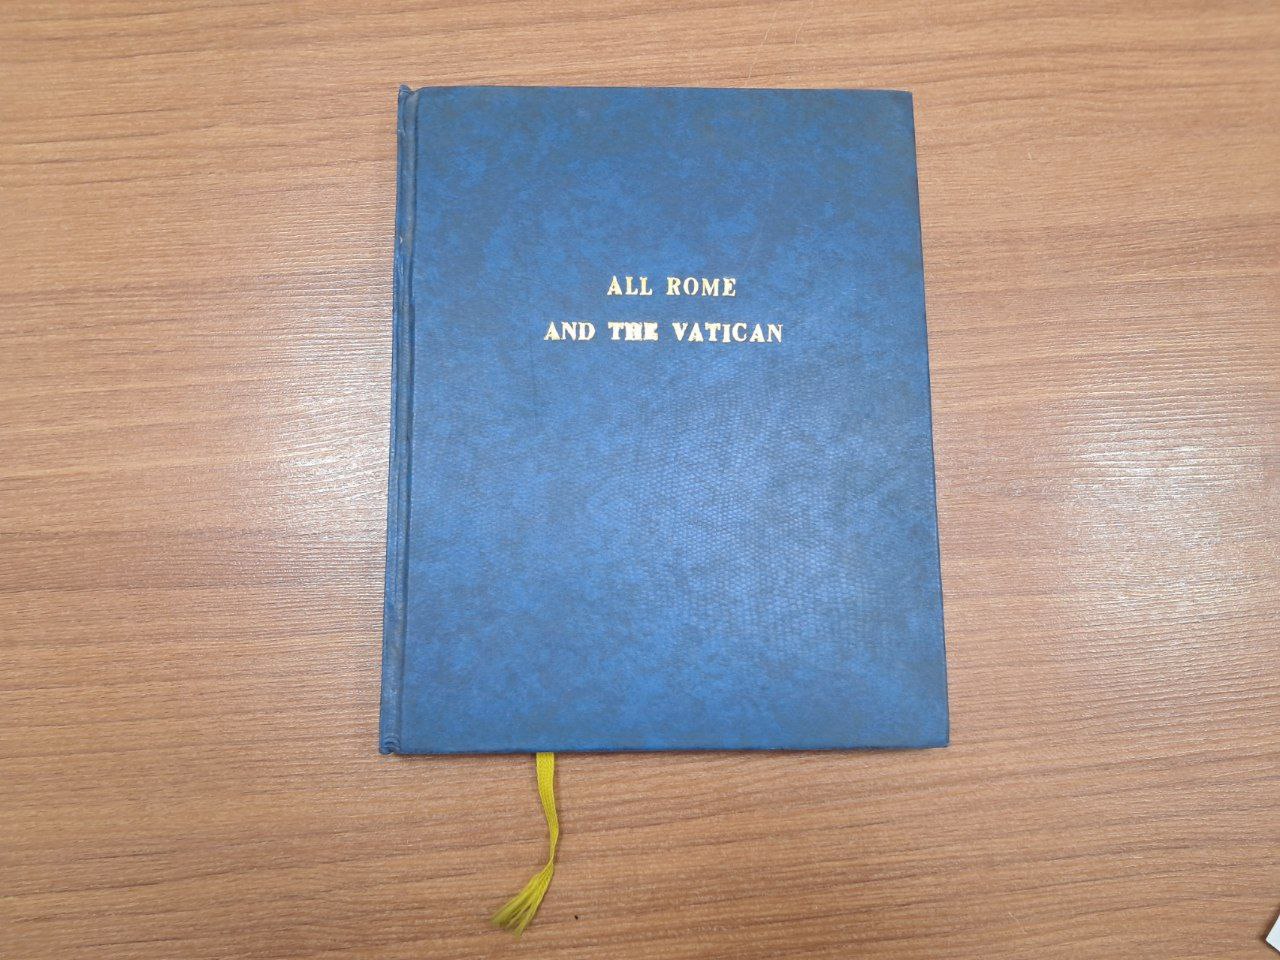 ALL ROME
AND THE VATICAN